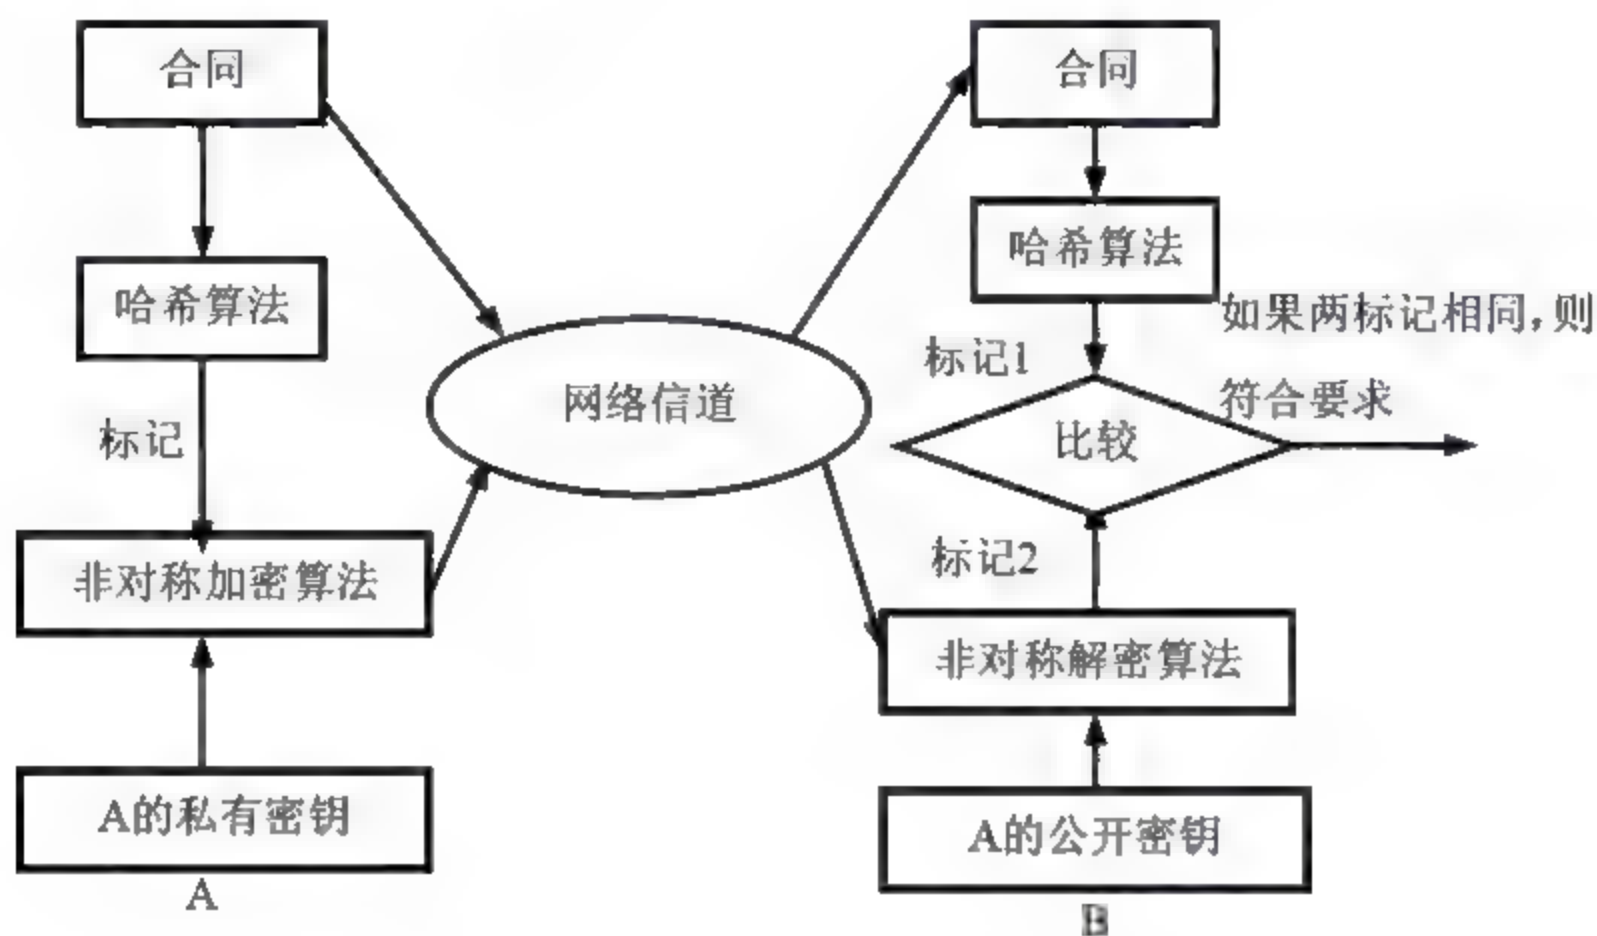 合同
合同
哈希算法
哈希算法
如果两标记相同,则
标记1
网络信道
符合要求
标记
比较
标记2
非对称加密算法
非对称解密算法
A的私有密钥
A的公开密钥
A
B